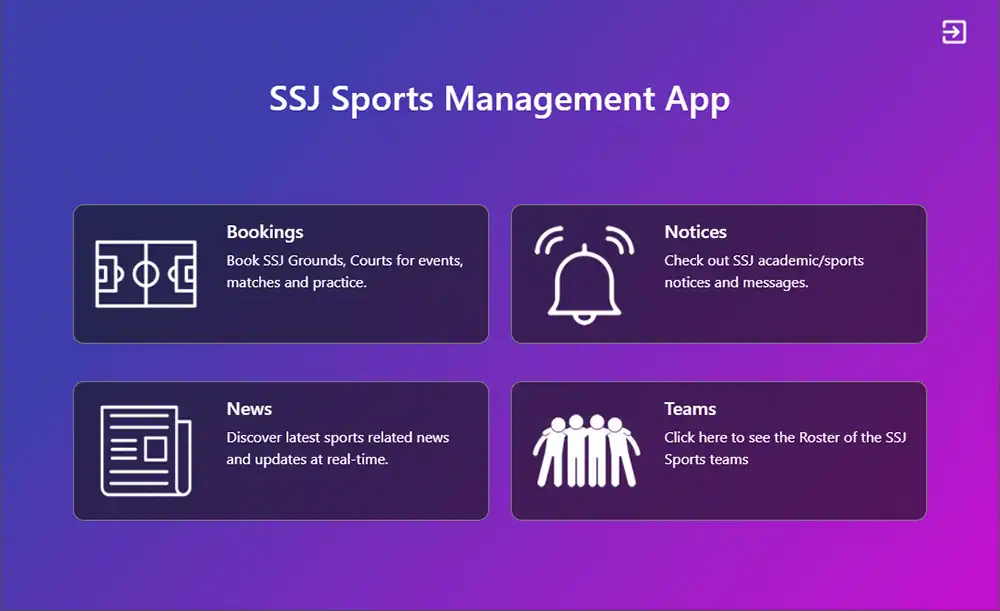 SSJ Sports Management App
Bookings
Book SSJ Grounds, Courts for events,
matches and practice.
Notices
Check out SSJ academic/sports
notices and messages.
News
Discover latest sports related news
and updates at real-time.
Teams
Click here to see the Roster of the SSJ
Sports teams